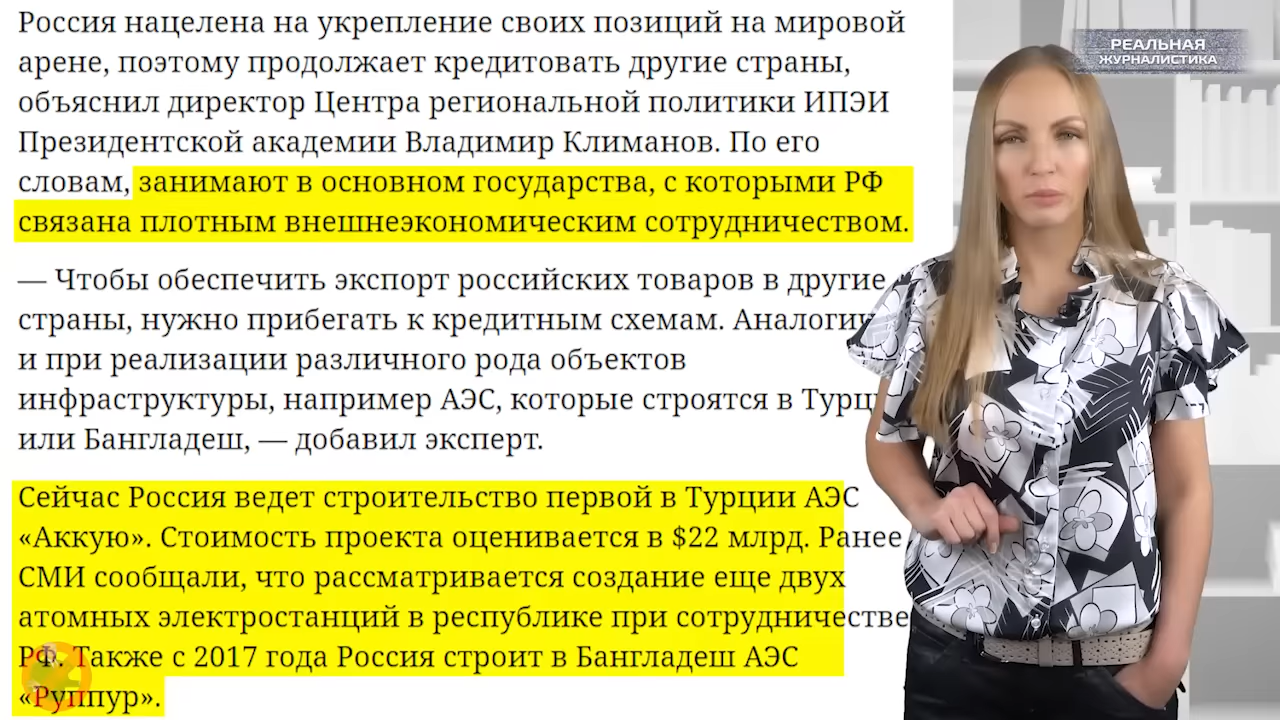 Россия нацелена на укрепление своих позиций на мировой
арене, поэтому продолжает кредитовать другие страны,
объяснил директор Центра региональной политики ИПЭИ
Президентской академии Владимир Климанов. По его
словам, занимают в основном государства, с которыми РФ
связана плотным внешнеэкономическим сотрудничеством.
— Чтобы обеспечить экспорт российских товаров в другие
страны, нужно прибегать к кредитным схемам.
и при реализации различного рода объектов
инфраструктуры, например АЭС, которые строятся в
или Бангладеш, — добавил эксперт.
Сейчас Россия ведет строительство первой в Турции АЭС
«Аккую». Стоимость проекта оценивается в $22 млрд. Ранее
СМИ сообщали, что рассматривается создание еще двух
атомных электростанций в республике при сотрудничестве
РФ. Также с 2017 года Россия строит в Бангладеш АЭС
«Руппур».
РЕАЛЬНАЯ
ЖУРНАЛИСТИКА